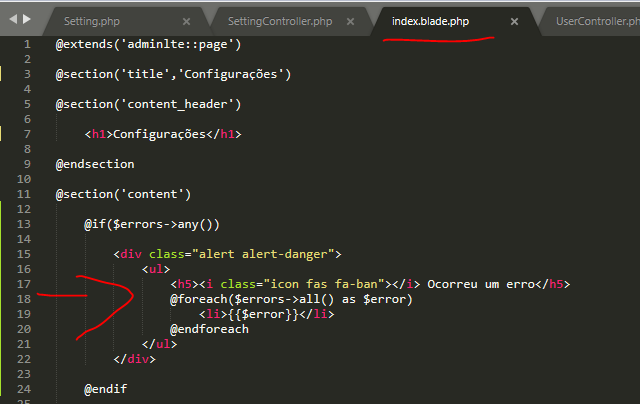 Setting.php × SettingController.php × index.blade.php × UserController.ph
1 @extends('adminlte::page')
2
3 @section('title','Configurações')
4
5 @section('content_header')
6
7 <h1>Configurações</h1>
8
9 @endsection
10
11 @section('content')
12
13 @if($errors->any())
14
15 <div class="alert alert-danger">
16 <ul>
17 <h5><i class="icon fas fa-ban"></i> Ocorreu um erro</h5>
18 @foreach($errors->all() as $error)
19 <li>{{$error}}</li>
20 @endforeach
21 </ul>
22 </div>
23
24 @endif
25